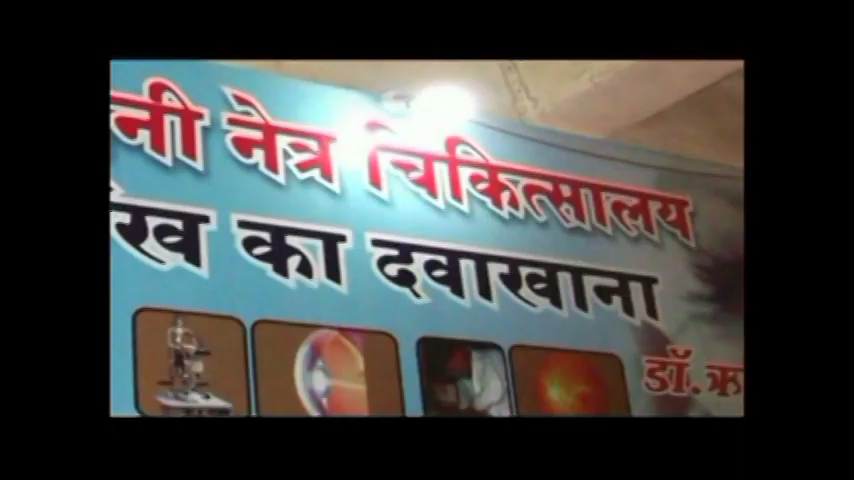 नी नेत्र चिकित्सालय
ख का दवाखाना
डॉ. ऋ